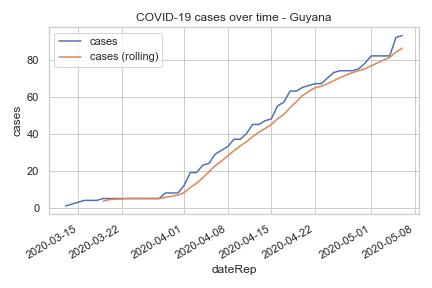 COVID-19 cases over time - Guyana
cases
cases (rolling)
cases
80
60
40
20
0
2020-03-15
2020-03-22
2020-04-01
2020-04-08
2020-04-15
2020-04-22
2020-05-01
2020-05-08
dateRep